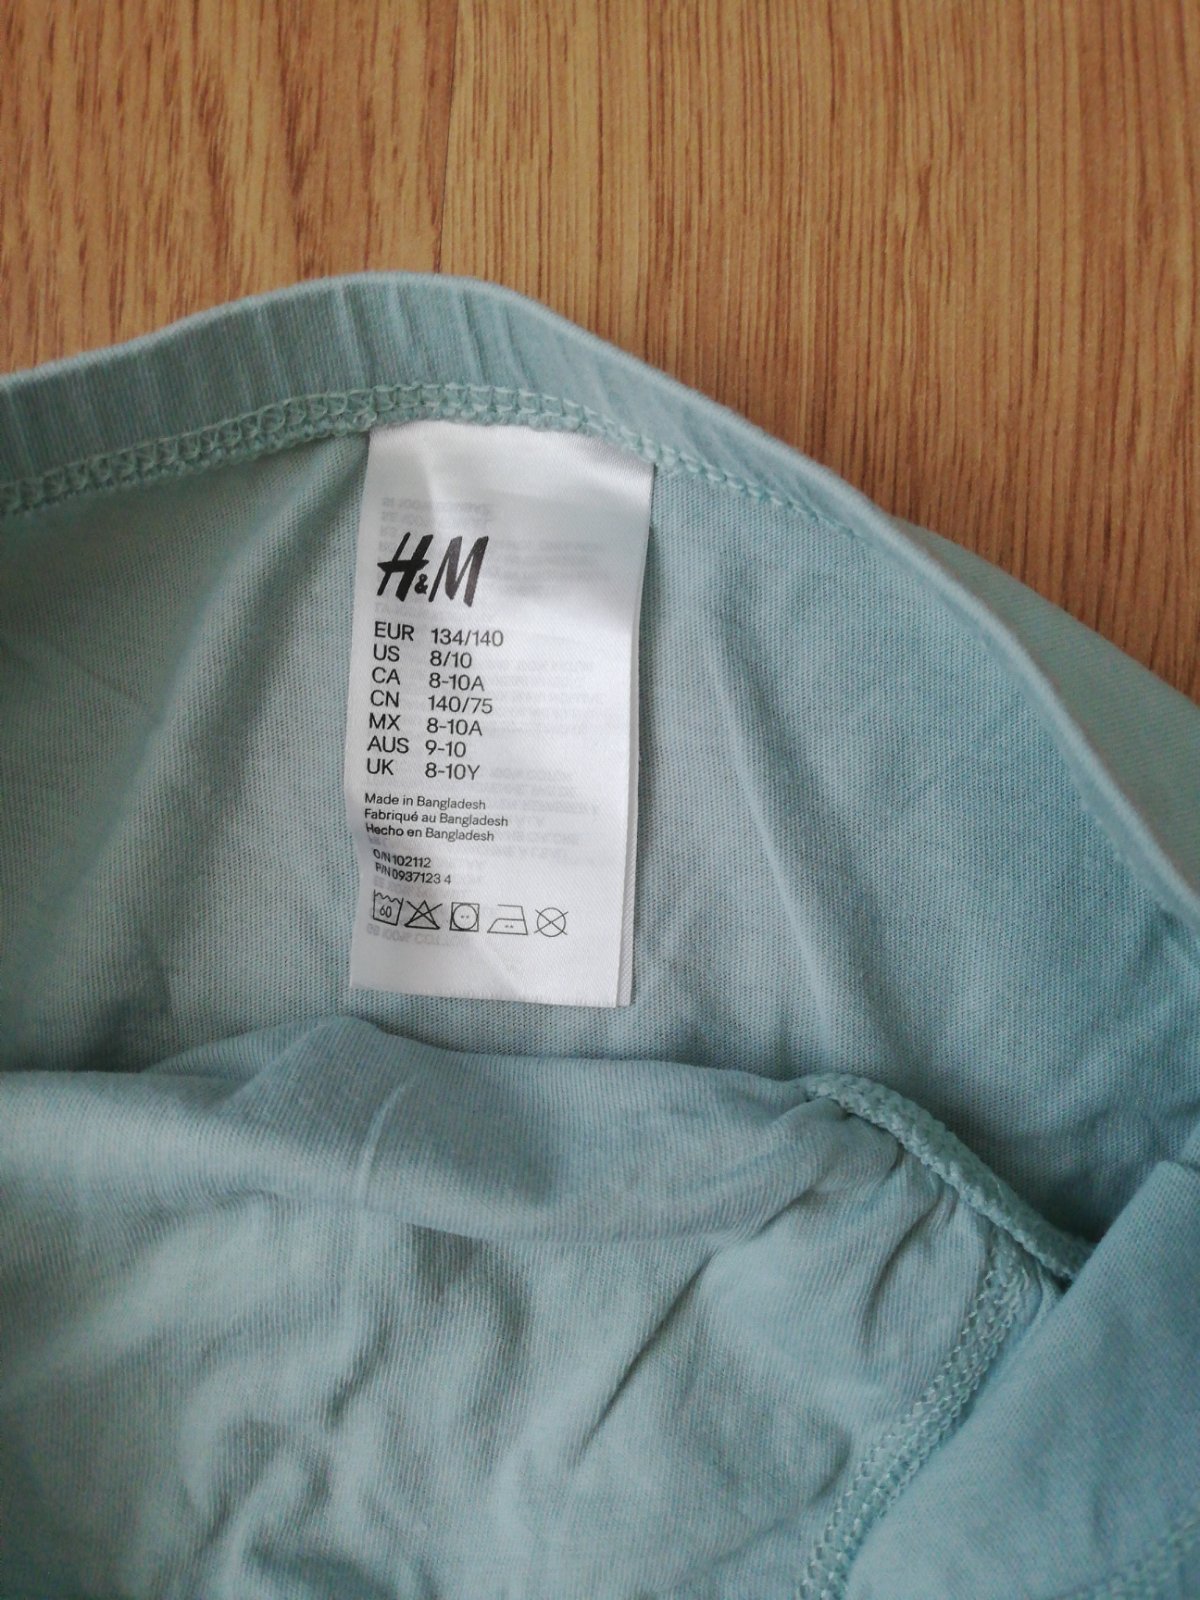 H&M
EUR 134/140
US 8/10
CA 8-10A
CN 140/75
MX 8-10A
AUS 9-10
UK 8-10Y
Made in Bangladesh
Fabriqué au Bangladesh
Hecho en Bangladesh
O/N 102112
P/N 0937123 4
60